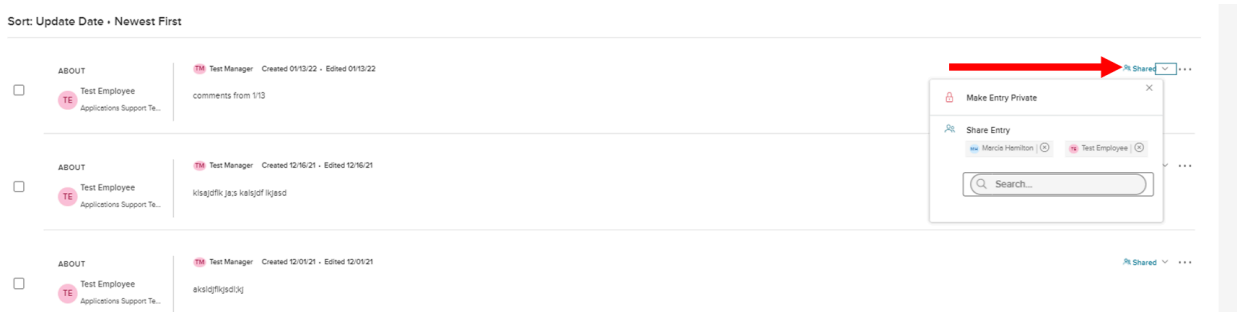 Sort: Update Date • Newest First
ABOUT
TM Test Manager Created 01/13/22 • Edited 01/13/22
Shared
TE Test Employee
Applications Support Te...
comments from 1/13
Make Entry Private
Share Entry
MH Marcia Hamilton
TE Test Employee
Search...
ABOUT
TM Test Manager Created 12/16/21 • Edited 12/16/21
TE Test Employee
Applications Support Te...
klsajdflk ja;s kalsjdf lkjasd
ABOUT
TM Test Manager Created 12/01/21 • Edited 12/01/21
Shared
TE Test Employee
Applications Support Te...